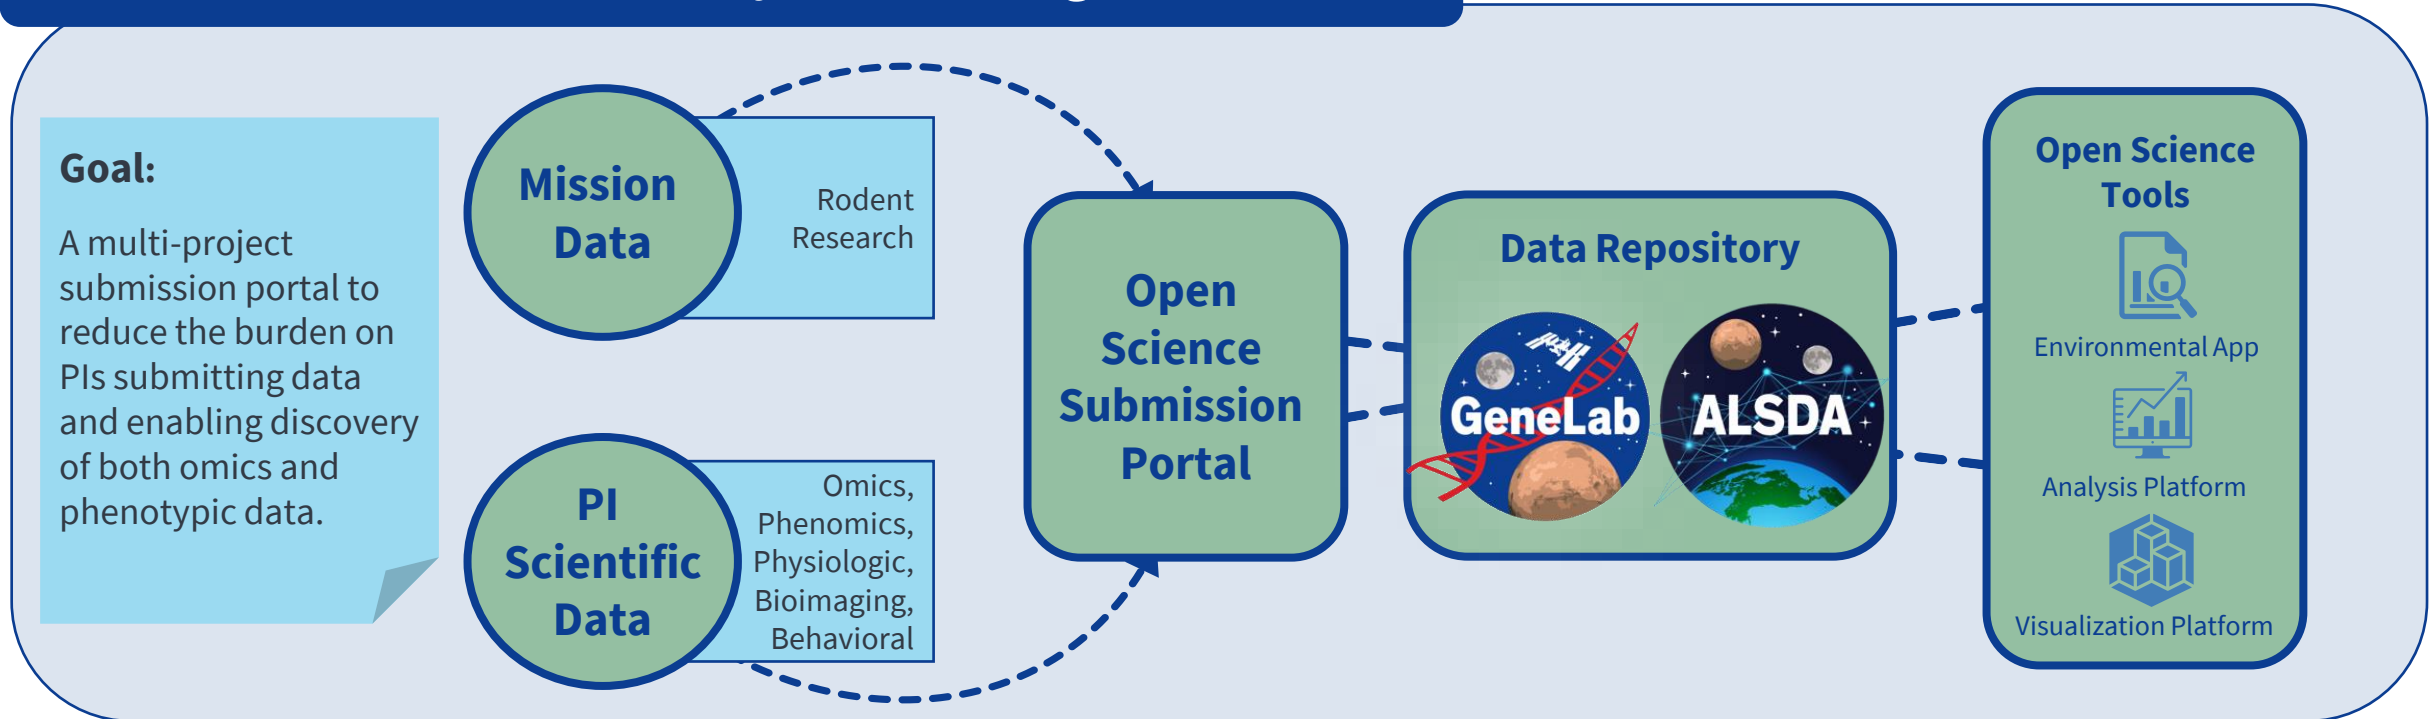 Goal:
A multi-project
submission portal to
reduce the burden on
PIs submitting data
and enabling discovery
of both omics and
phenotypic data.
Mission
Data
Rodent
Research
PI
Scientific
Data
Omics,
Phenomics,
Physiologic,
Bioimaging,
Behavioral
Open
Science
Submission
Portal
Data Repository
GeneLab
ALSDA
Open Science
Tools
Environmental App
Analysis Platform
Visualization Platform